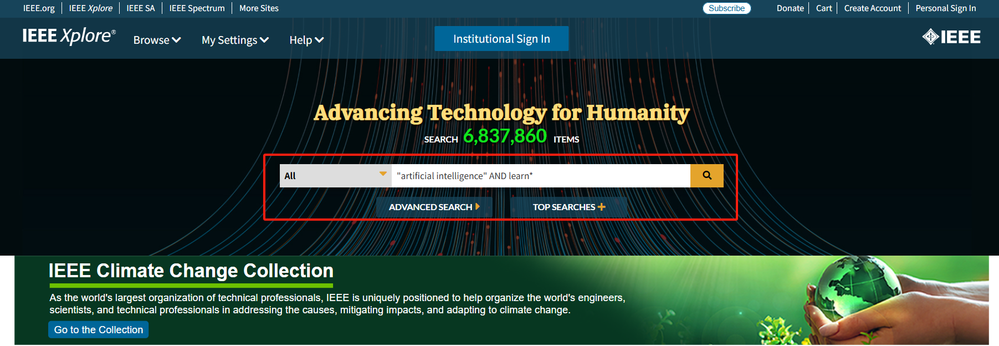 IEEE.org IEEE Xplore IEEE SA IEEE Spectrum More Sites Subscribe Donate Cart Create Account Personal Sign In
IEEE Xplore® Browse My Settings Help Institutional Sign In IEEE
Advancing Technology for Humanity
SEARCH 6,837,860 ITEMS
All "artificial intelligence" AND learn*
ADVANCED SEARCH TOP SEARCHES
IEEE Climate Change Collection
As the world's largest organization of technical professionals, IEEE is uniquely positioned to help organize the world's engineers,
scientists, and technical professionals in addressing the causes, mitigating impacts, and adapting to climate change.
Go to the Collection